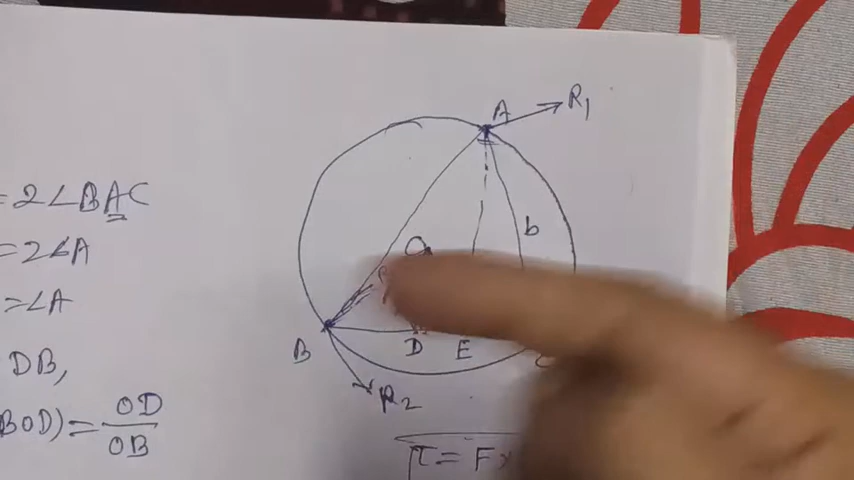 = 2 ∠BAC
= 2∠A
= ∠A
DB,
BOD) = OD
OB
A
R1
b
O
B
D
E
C
R2
τ = F ×